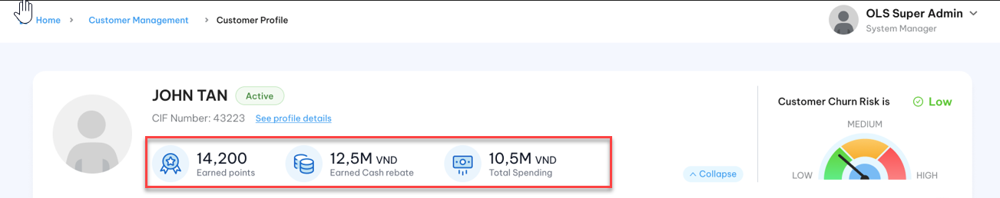 Home > Customer Management > Customer Profile
OLS Super Admin
System Manager
JOHN TAN Active
CIF Number: 43223 See profile details
14,200
Earned points
12,5M VND
Earned Cash rebate
10,5M VND
Total Spending
Collapse
Customer Churn Risk is Low
MEDIUM
LOW
HIGH